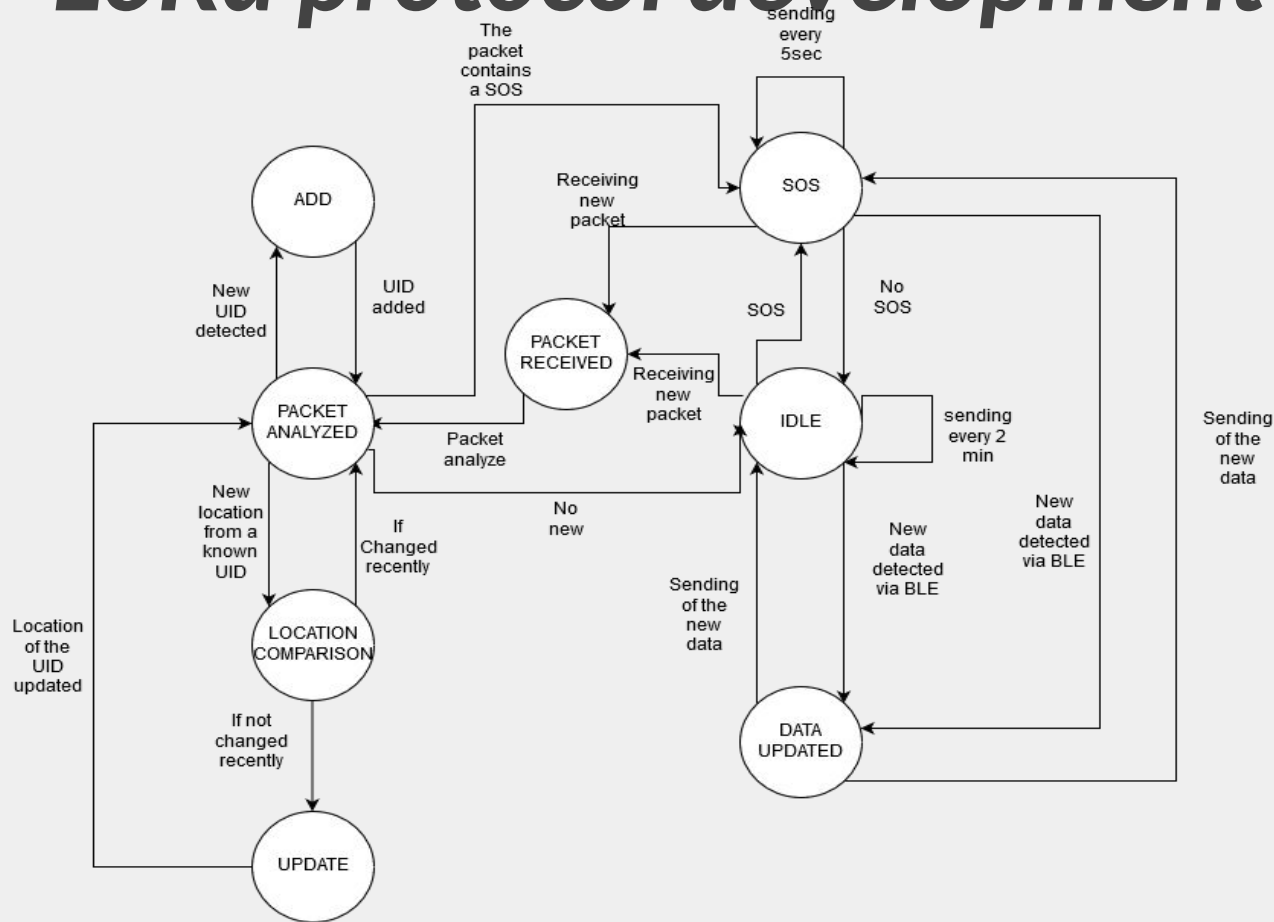 LoRa protocol development
The
packet
contains
a SOS
sending
every
5sec
ADD
SOS
Receiving
new
packet
New
UID
detected
UID
added
SOS
No
SOS
PACKET
RECEIVED
Receiving
new
packet
PACKET
ANALYZED
IDLE
sending
every 2
min
Packet
analyze
Sending
of the
new
data
New
location
from a
known
UID
If
Changed
recently
No
new
New
data
detected
via BLE
New
data
detected
via BLE
Sending
of the
new
data
Location
of the
UID
updated
LOCATION
COMPARISON
If not
changed
recently
DATA
UPDATED
UPDATE